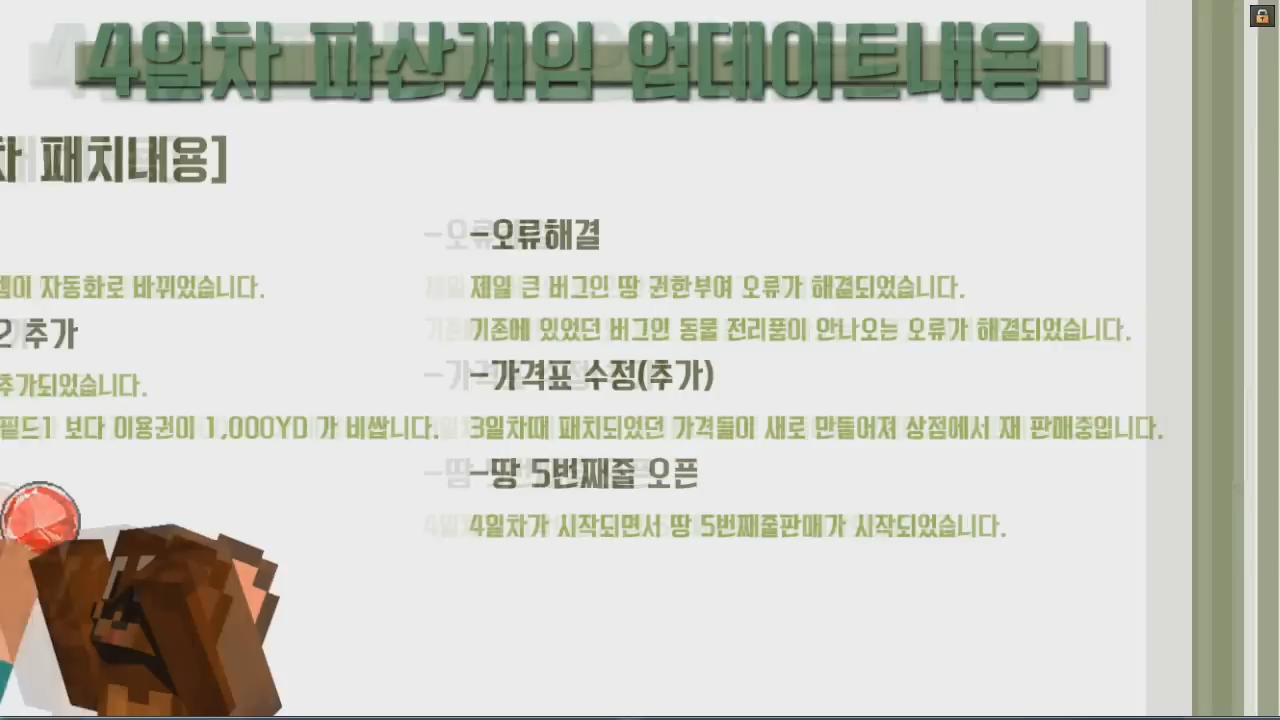 4일차 파산게임 업데이트내용!
차 패치내용]
자동화로 바뀌었습니다.
2 추가
추가되었습니다.
필드1 보다 이용권이 1,000YD 가 비쌉니다.
-오류해결
제일 큰 버그인 땅 권한부여 오류가 해결되었습니다.
기존에 있었던 버그인 동물 전리품이 안나오는 오류가 해결되었습니다.
-가격표 수정(추가)
3일차때 패치되었던 가격들이 새로 만들어져 상점에서 재 판매중입니다.
-땅 5번째줄 오픈
4일차가 시작되면서 땅 5번째줄판매가 시작되었습니다.